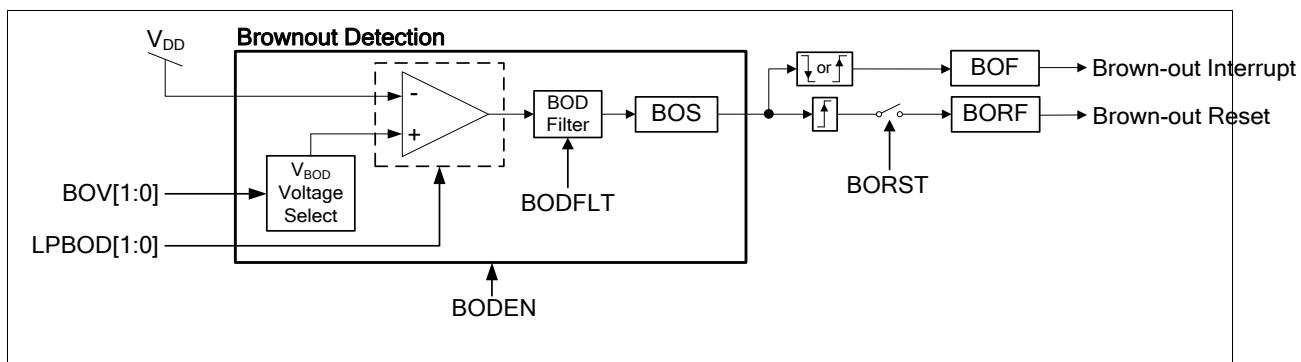 Brownout Detection
VDD
-
+
BOD
Filter
BOS
or
BOF
Brown-out Interrupt
BORF
Brown-out Reset
BORST
VBOD
Voltage
Select
BOV[1:0]
LPBOD[1:0]
BODFLT
BODEN